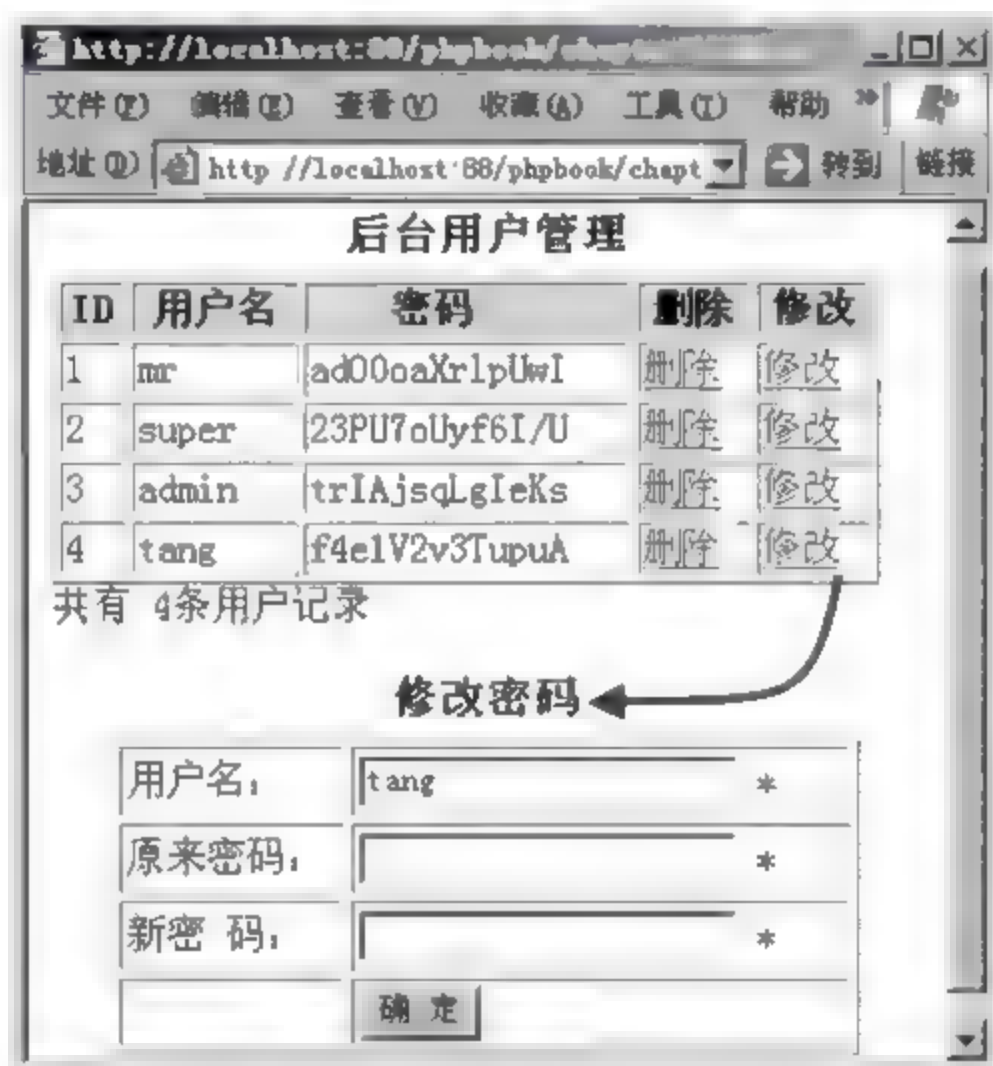 http://localhost:88/phpbook/
文件(F) 编辑(E) 查看(V) 收藏(A) 工具(T) 帮助 »
地址(D) http //localhost:88/phpbook/chapt 转到 链接
后台用户管理
ID 用户名 密码 删除 修改
1 mr 删除 修改
2 super 23PU7oUyf6I/U 删除 修改
3 admin trIAjsqLgIeKs 删除 修改
4 tang f4e1V2v3TupuA 删除 修改
共有 4条用户记录
修改密码
用户名: tang *
原来密码: *
新密 码: *
确 定